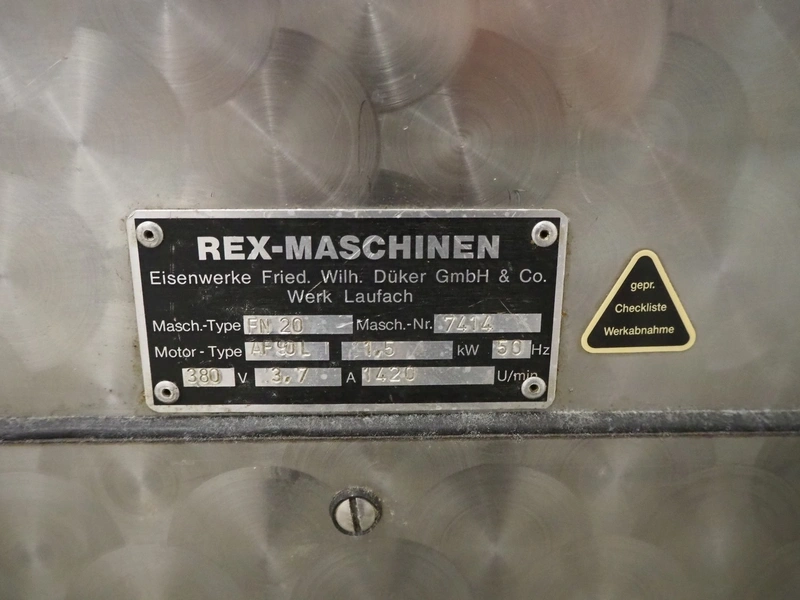 REX-MASCHINEN
Eisenwerke Fried. Wilh. Düker GmbH & Co.
Werk Laufach
Masch.-Type FN 20 Masch.-Nr. 7414
Motor-Type AP90L 1,5 kW 50 Hz
380 V 3,7 A 1420 U/min
gepr.
Checkliste
Werkabnahme